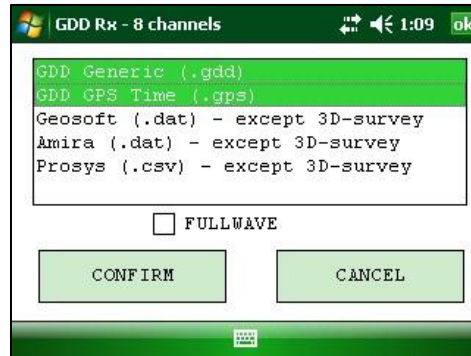 GDD Rx - 8 channels 1:09 ok
GDD Generic (.gdd)
GDD GPS Time (.gps)
Geosoft (.dat) - except 3D-survey
Amira (.dat) - except 3D-survey
Prosys (.csv) - except 3D-survey
FULLWAVE
CONFIRM CANCEL